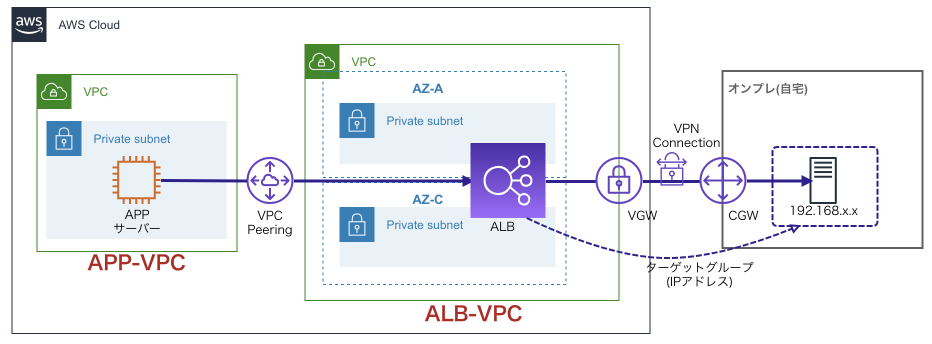 aws
AWS Cloud
VPC
Private subnet
APP
サーバー
APP-VPC
VPC
Peering
VPC
AZ-A
Private subnet
AZ-C
Private subnet
ALB
ALB-VPC
VGW
VPN
Connection
CGW
オンプレ(自宅)
192.168.x.x
ターゲットグループ
(IPアドレス)